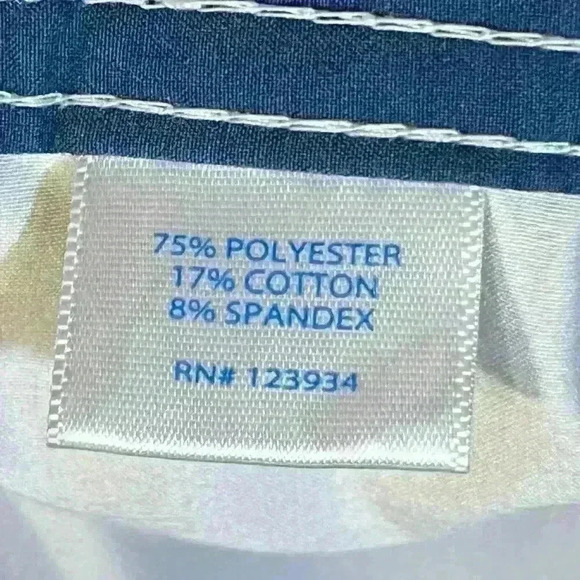 75% POLYESTER
17% COTTON
8% SPANDEX
RN# 123934